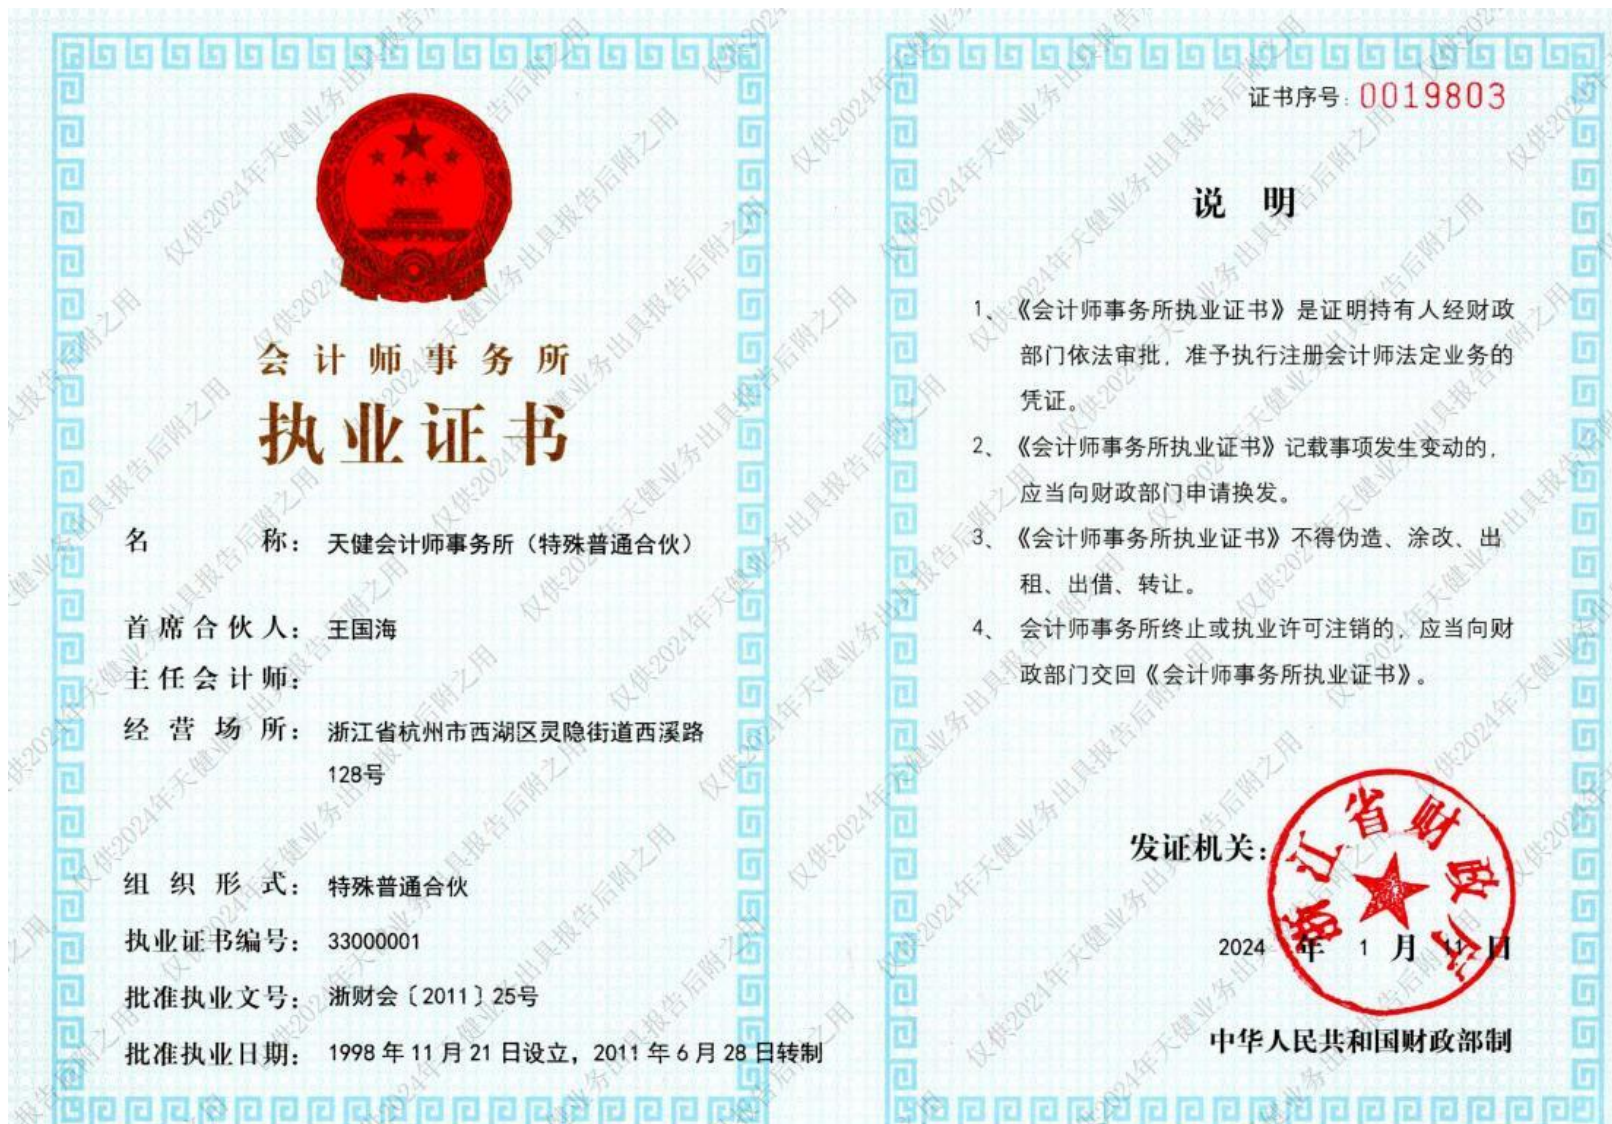 会计师事务所
执业证书
名称：天健会计师事务所（特殊普通合伙）
首席合伙人：王国海
主任会计师：
经营场所：浙江省杭州市西湖区灵隐街道西溪路
128号
组织形式：特殊普通合伙
执业证书编号：33000001
批准执业文号：浙财会〔2011〕25号
批准执业日期：1998年11月21日设立，2011年6月28日转制
证书序号：0019803
说明
1、《会计师事务所执业证书》是证明持有人经财政
部门依法审批，准予执行注册会计师法定业务的
凭证。
2、《会计师事务所执业证书》记载事项发生变动的，
应当向财政部门申请换发。
3、《会计师事务所执业证书》不得伪造、涂改、出
租、出借、转让。
4、会计师事务所终止或执业许可注销的，应当向财
政部门交回《会计师事务所执业证书》。
发证机关：
浙江省财政厅
2024年1月11日
中华人民共和国财政部制
仅供2024年天健业务出具报告后附之用